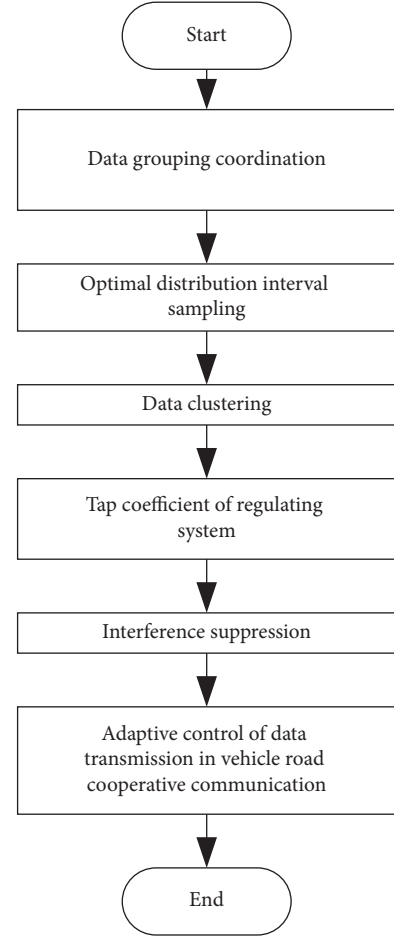 Start
Data grouping coordination
Optimal distribution interval
sampling
Data clustering
Tap coefficient of regulating
system
Interference suppression
Adaptive control of data
transmission in vehicle road
cooperative communication
End